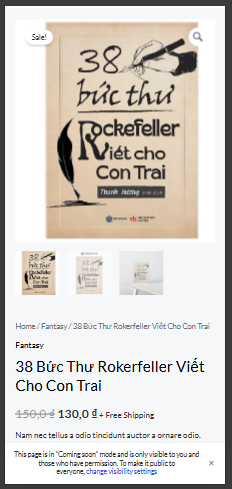 Sale!
38
bức thư
Rockefeller
Viết cho
Con Trai
Thanh Hương
Home / Fantasy / 38 Bức Thư Rokerfeller Viết Cho Con Trai
Fantasy
38 Bức Thư Rokerfeller Viết
Cho Con Trai
150,0 ₫ 130,0 ₫ + Free Shipping
Nam nec tellus a odio tincidunt auctor a ornare odio.
This page is in "Coming soon" mode and is only visible to you and
those who have permission. To make it public to
everyone, change visibility settings
×